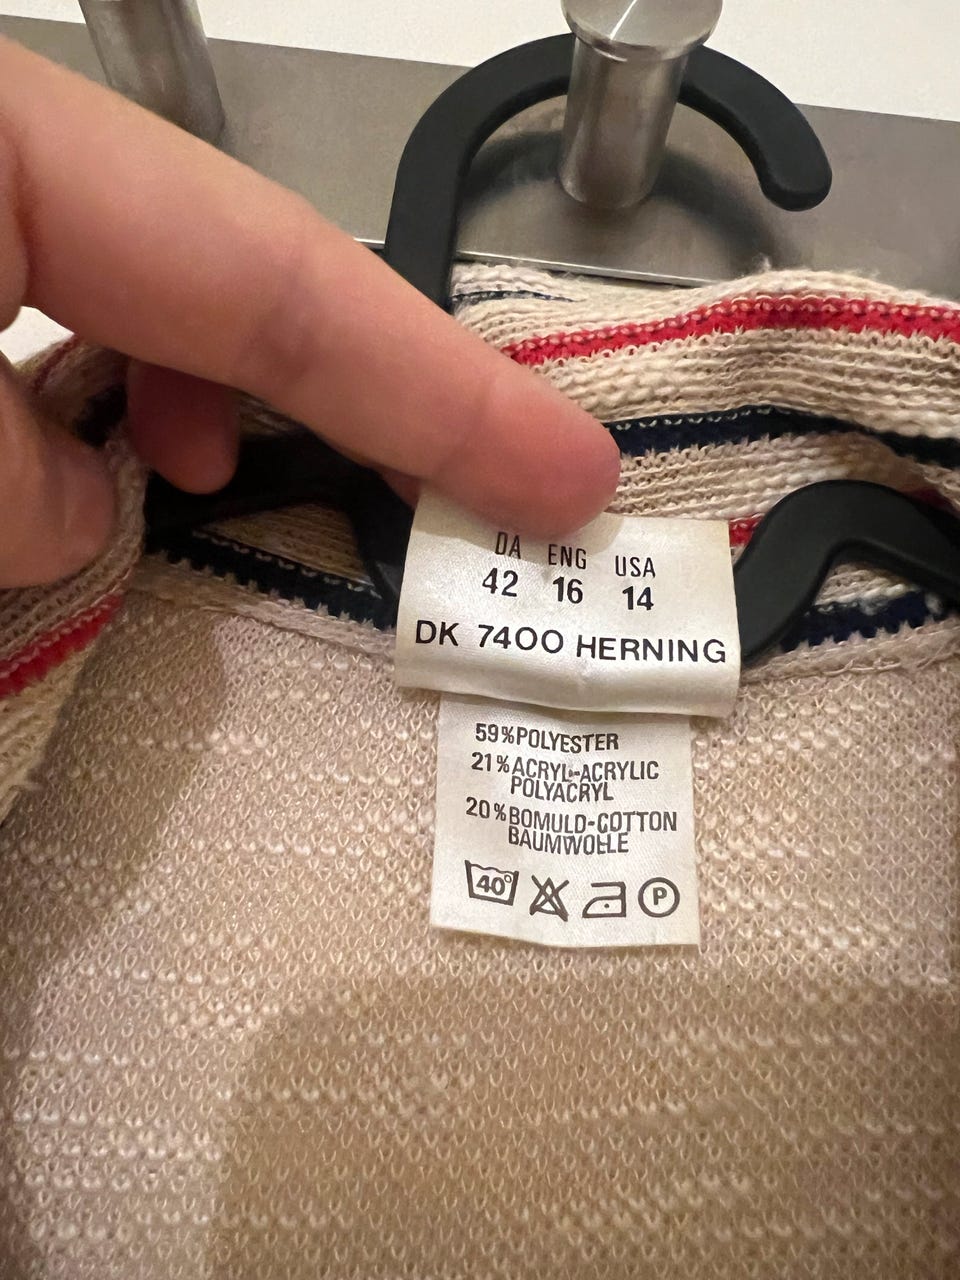 DA ENG USA
42 16 14
DK 7400 HERNING
59% POLYESTER
21% ACRYL-ACRYLIC
POLYACRYL
20% BOMULD-COTTON
BAUMWOLLE
40°
P